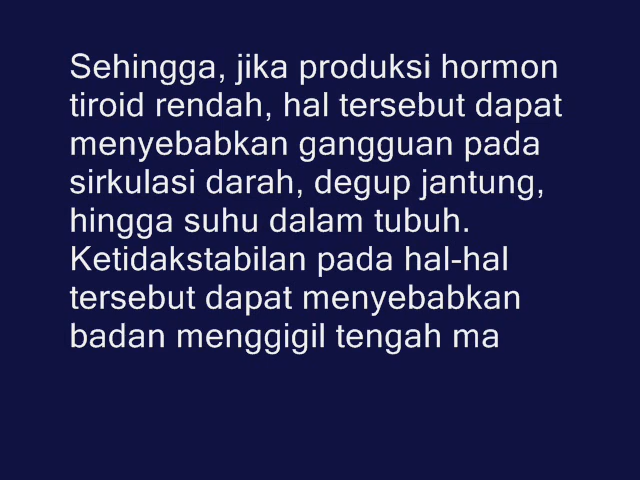 Sehingga, jika produksi hormon
tiroid rendah, hal tersebut dapat
menyebabkan gangguan pada
sirkulasi darah, degup jantung,
hingga suhu dalam tubuh.
Ketidakstabilan pada hal-hal
tersebut dapat menyebabkan
badan menggigil tengah ma